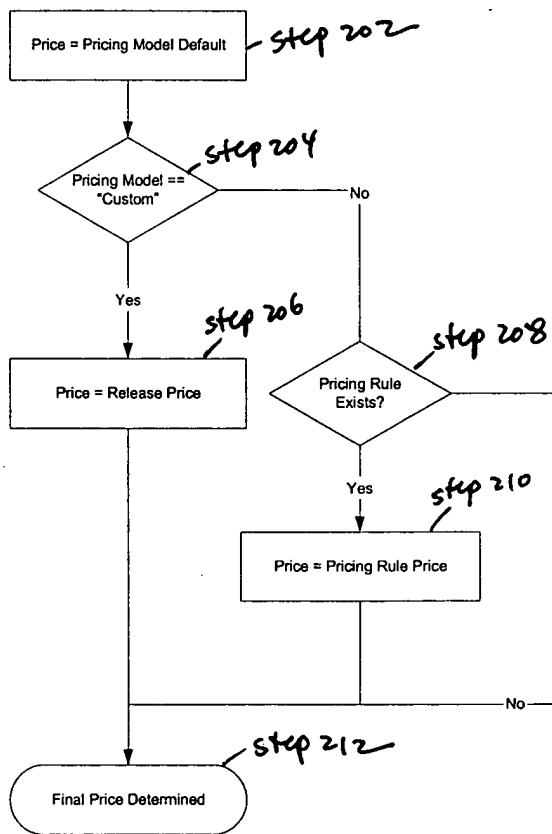 Price = Pricing Model Default
step 202
step 204
Pricing Model ==
"Custom"
No
Yes
step 206
step 208
Price = Release Price
Pricing Rule
Exists?
Yes
step 210
Price = Pricing Rule Price
No
step 212
Final Price Determined